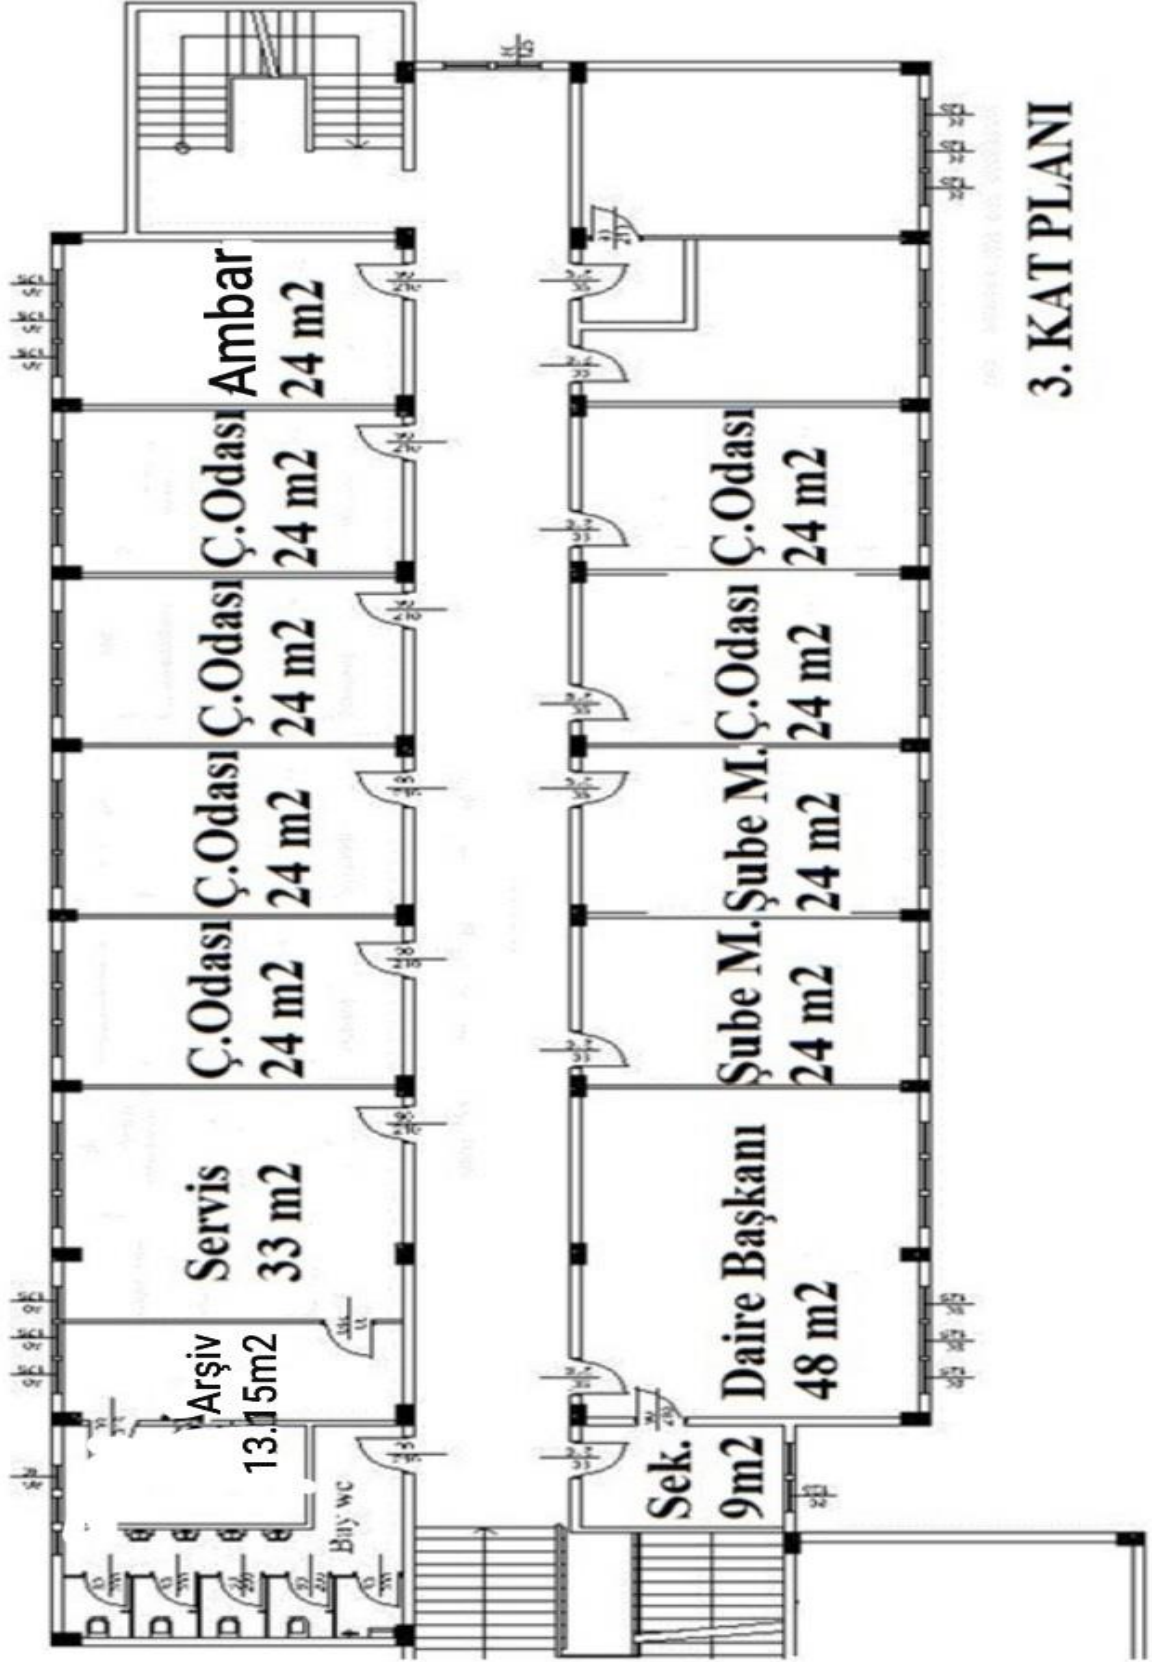 3. KAT PLANI
Ambar
24 m2
Ç.Odası
24 m2
Ç.Odası
24 m2
Ç.Odası
24 m2
Ç.Odası
24 m2
Servis
33 m2
Arşiv
13.15m2
Bay wc
Ç.Odası
24 m2
Ç.Odası
24 m2
Şube M.
24 m2
Şube M.
24 m2
Daire Başkanı
48 m2
Sek.
9m2